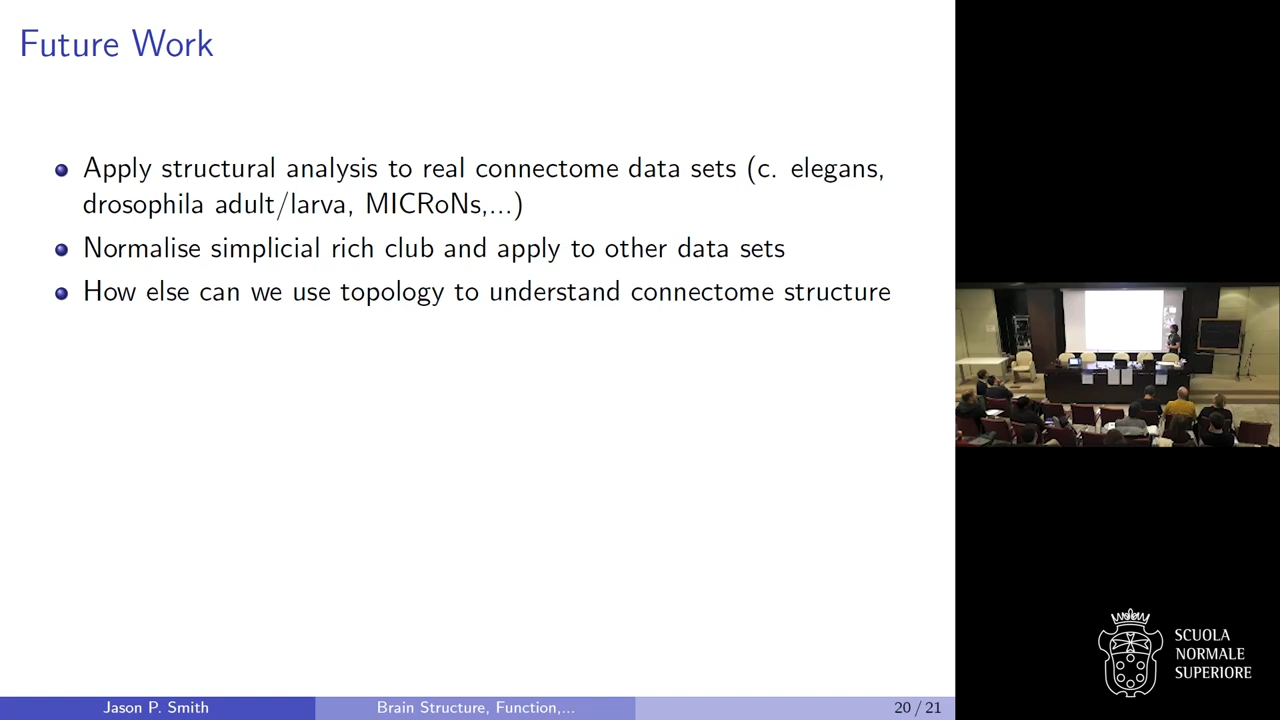 Future Work
Apply structural analysis to real connectome data sets (c. elegans,
drosophila adult/larva, MICRoNs,...)
Normalise simplicial rich club and apply to other data sets
How else can we use topology to understand connectome structure
SCUOLA
NORMALE
SUPERIORE
Jason P. Smith
Brain Structure, Function,...
20 / 21